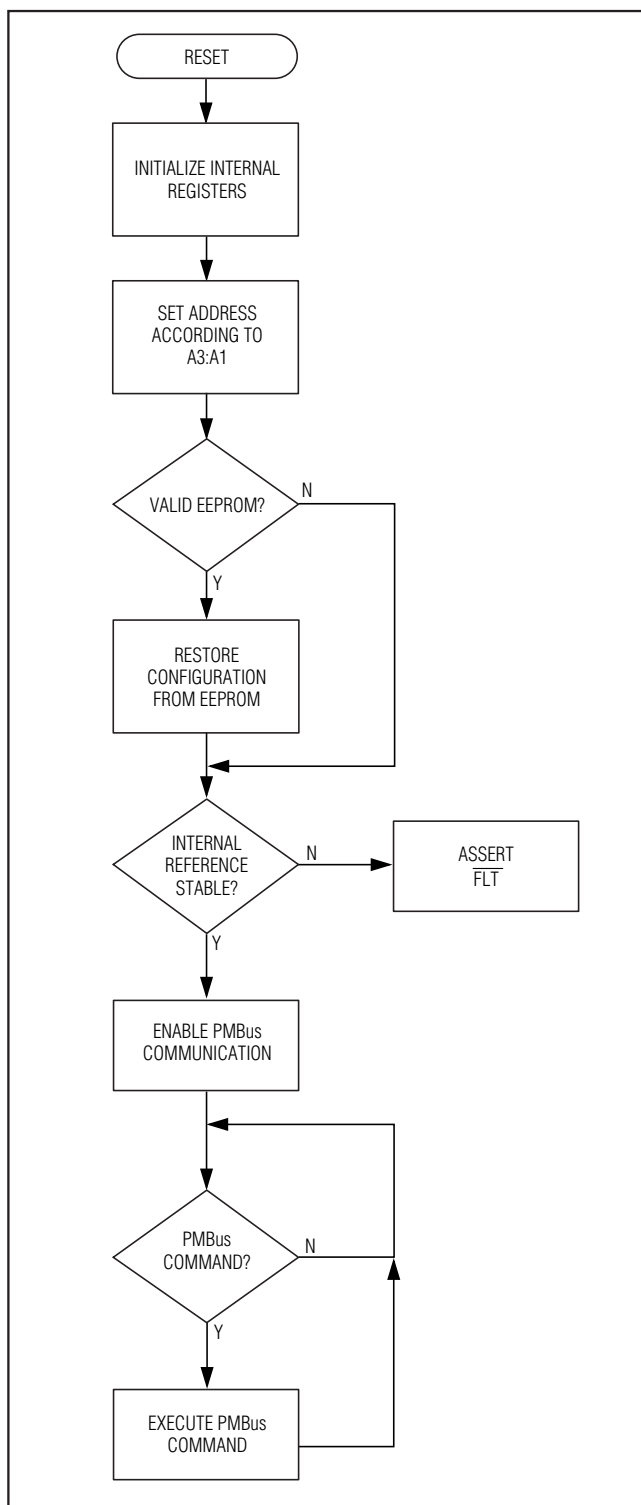 RESET
INITIALIZE INTERNAL
REGISTERS
SET ADDRESS
ACCORDING TO
A3:A1
VALID EEPROM?
N
Y
RESTORE
CONFIGURATION
FROM EEPROM
INTERNAL
REFERENCE
STABLE?
N
ASSERT
FLT
Y
ENABLE PMBus
COMMUNICATION
PMBus
COMMAND?
N
Y
EXECUTE PMBus
COMMAND